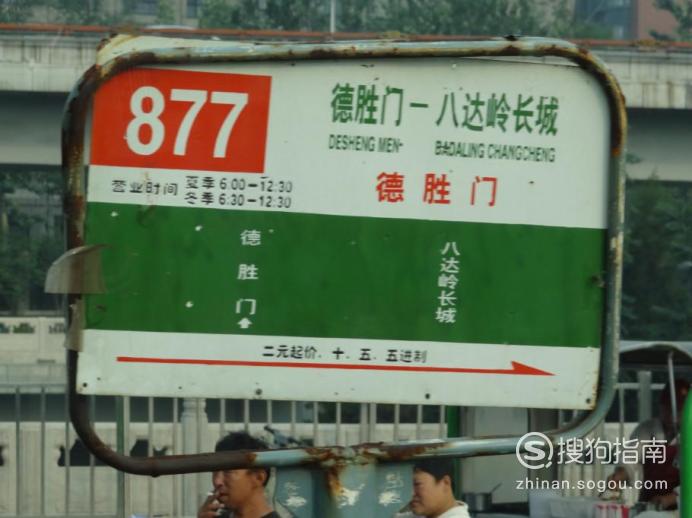 877
德胜门－八达岭长城
DESHENG MEN- BADALING CHANGCHENG
营业时间
夏季 6:00－12:30
冬季 6:30－12:30
德胜门
德胜门
八达岭长城
二元起价、十、五、五进制
搜狗指南
zhinan.sogou.com